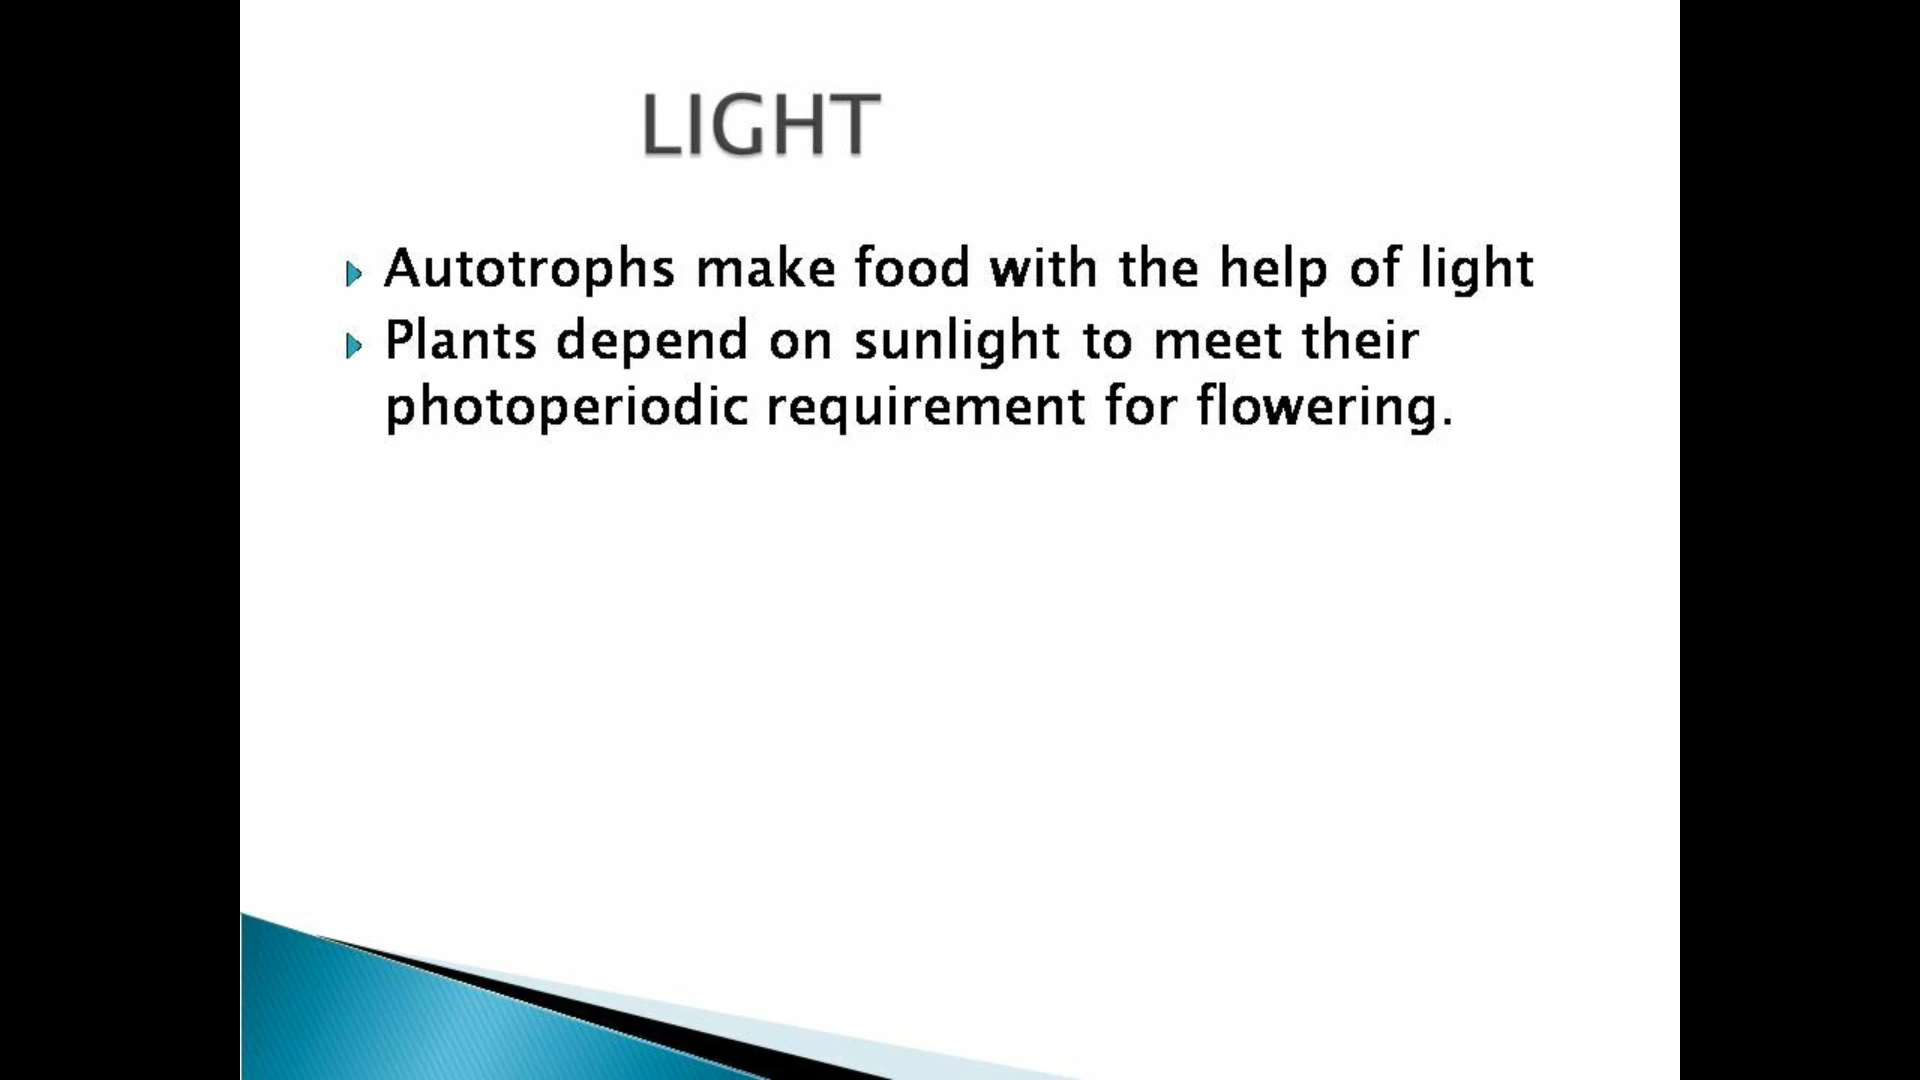 LIGHT
Autotrophs make food with the help of light
Plants depend on sunlight to meet their
photoperiodic requirement for flowering.